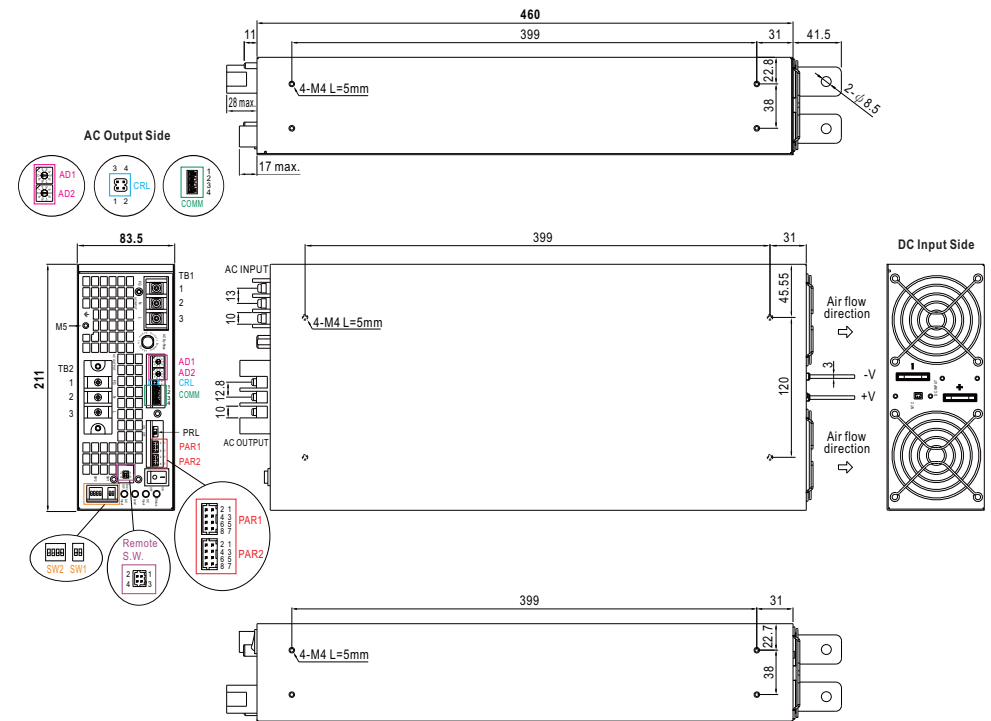 460
11
399
31
41.5
22.8
4-M4 L=5mm
38
2-ϕ8.5
28 max.
17 max.
AC Output Side
AD1
AD2
3 4
CRL
1 2
1
2
3
4
COMM
83.5
211
TB1
1
2
3
M5
TB2
1
2
3
AD1
AD2
CRL
COMM
PRL
PAR1
PAR2
SW2 SW1
Remote
S.W.
2 1
4 3
2 1
4 3
6 5
8 7
PAR1
2 1
4 3
6 5
8 7
PAR2
399
31
AC INPUT
13
10
4-M4 L=5mm
45.55
120
12.8
10
AC OUTPUT
Air flow
direction
3
-V
+V
Air flow
direction
DC Input Side
399
31
22.7
4-M4 L=5mm
38